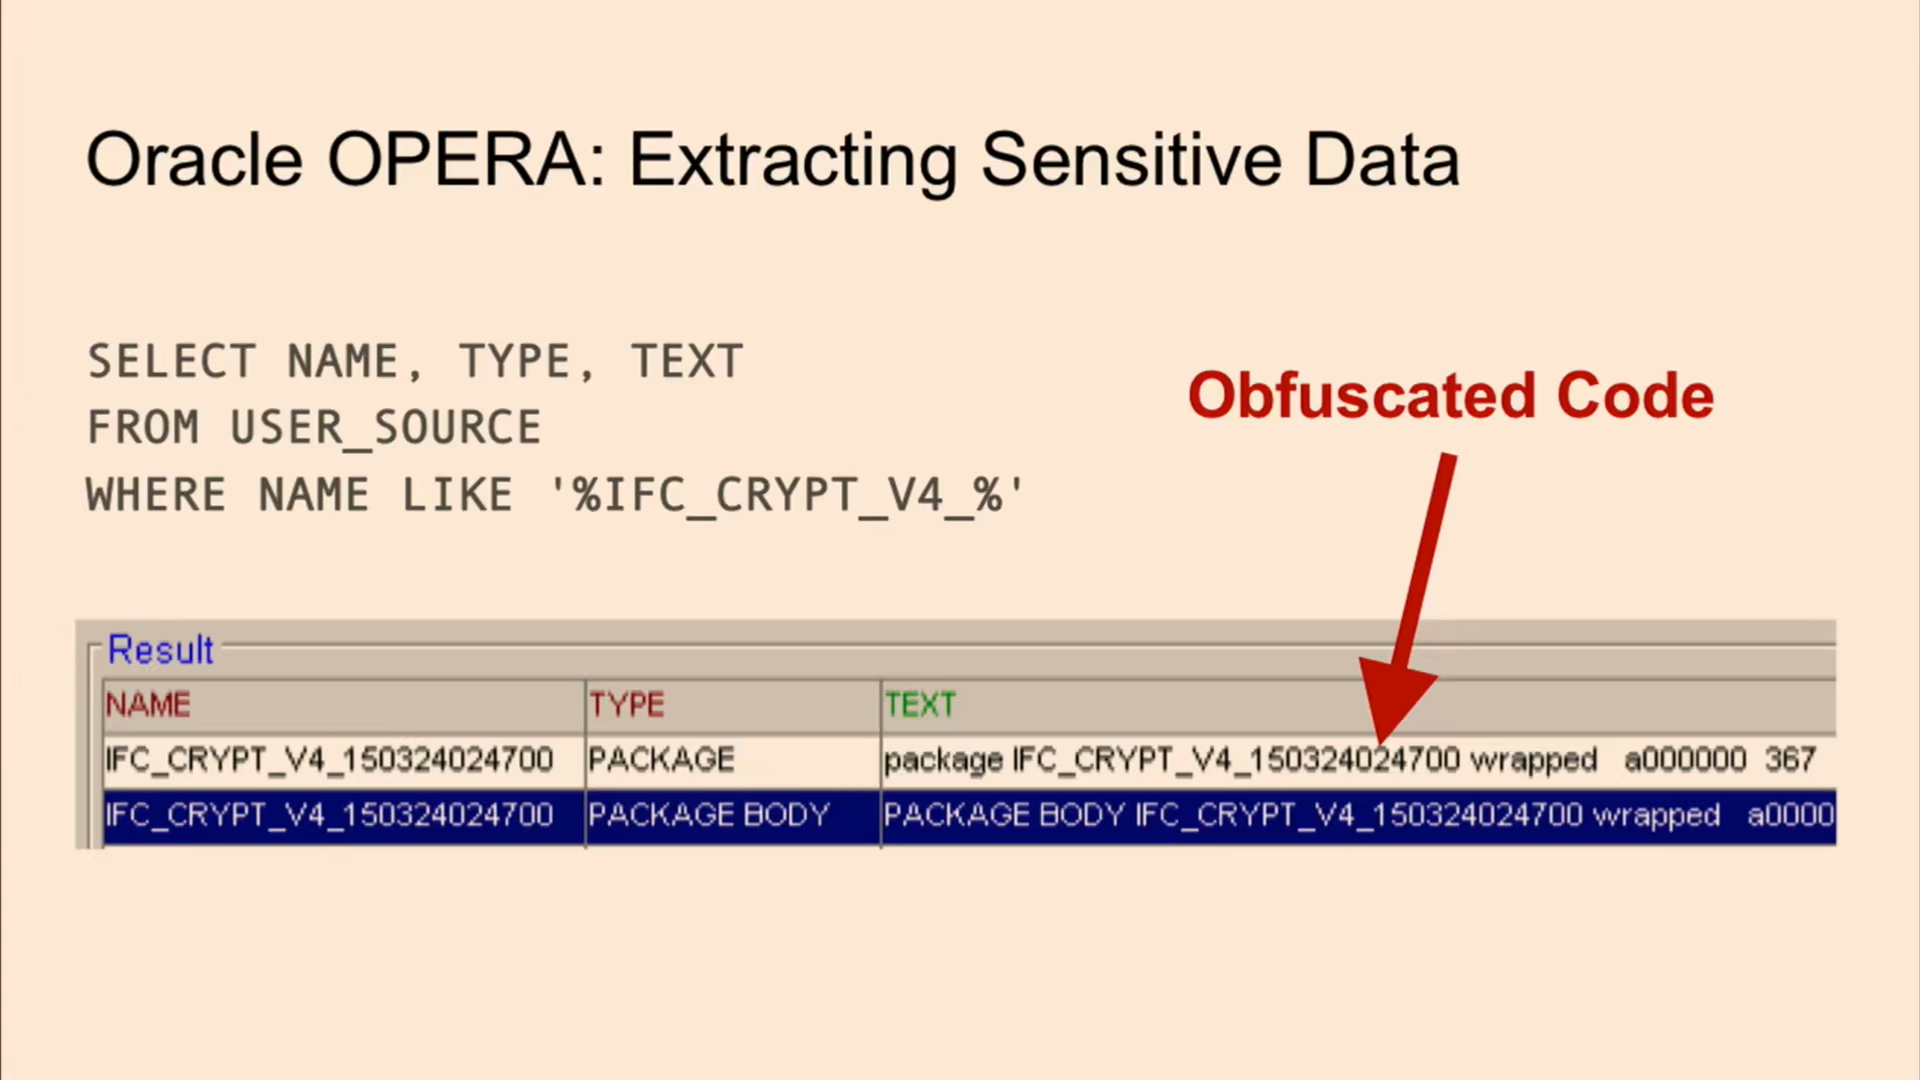 Oracle OPERA: Extracting Sensitive Data
SELECT NAME, TYPE, TEXT
FROM USER_SOURCE
WHERE NAME LIKE '%IFC_CRYPT_V4_%'
Obfuscated Code
Result
NAME TYPE TEXT
IFC_CRYPT_V4_150324024700 PACKAGE package IFC_CRYPT_V4_150324024700 wrapped a000000 367
IFC_CRYPT_V4_150324024700 PACKAGE BODY PACKAGE BODY IFC_CRYPT_V4_150324024700 wrapped a0000